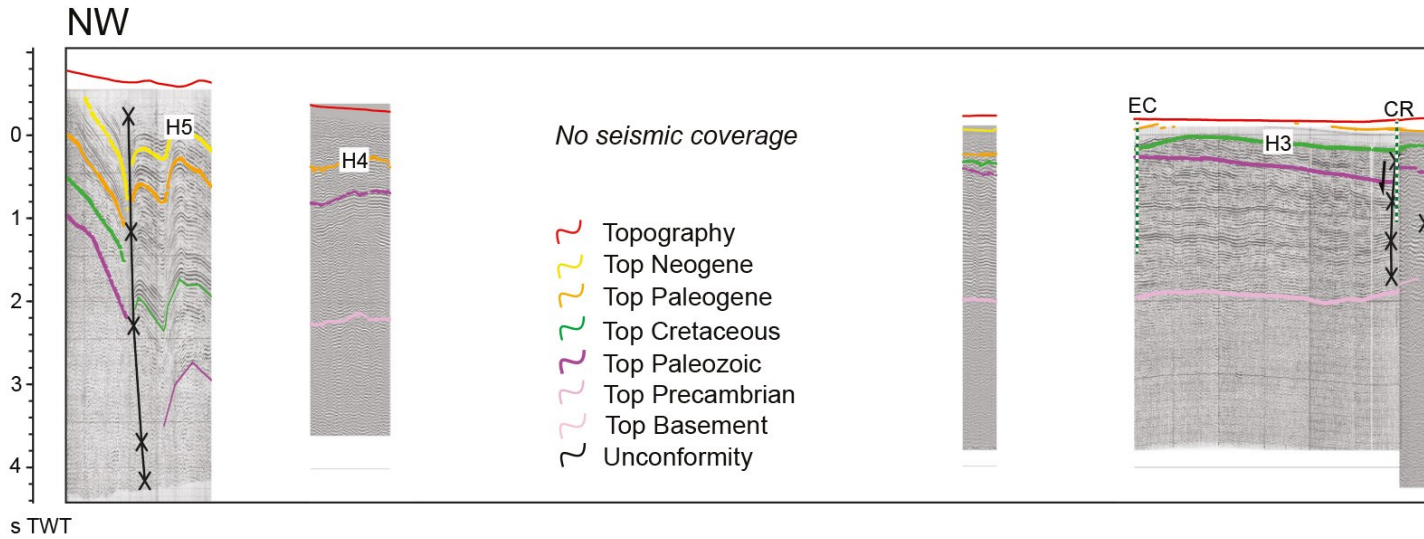 NW
EC
CR
H5
0
No seismic coverage
H3
H4
1
Topography
Top Neogene
2
Top Paleogene
Top Cretaceous
3
Top Paleozoic
Top Precambrian
Top Basement
4
Unconformity
s TWT